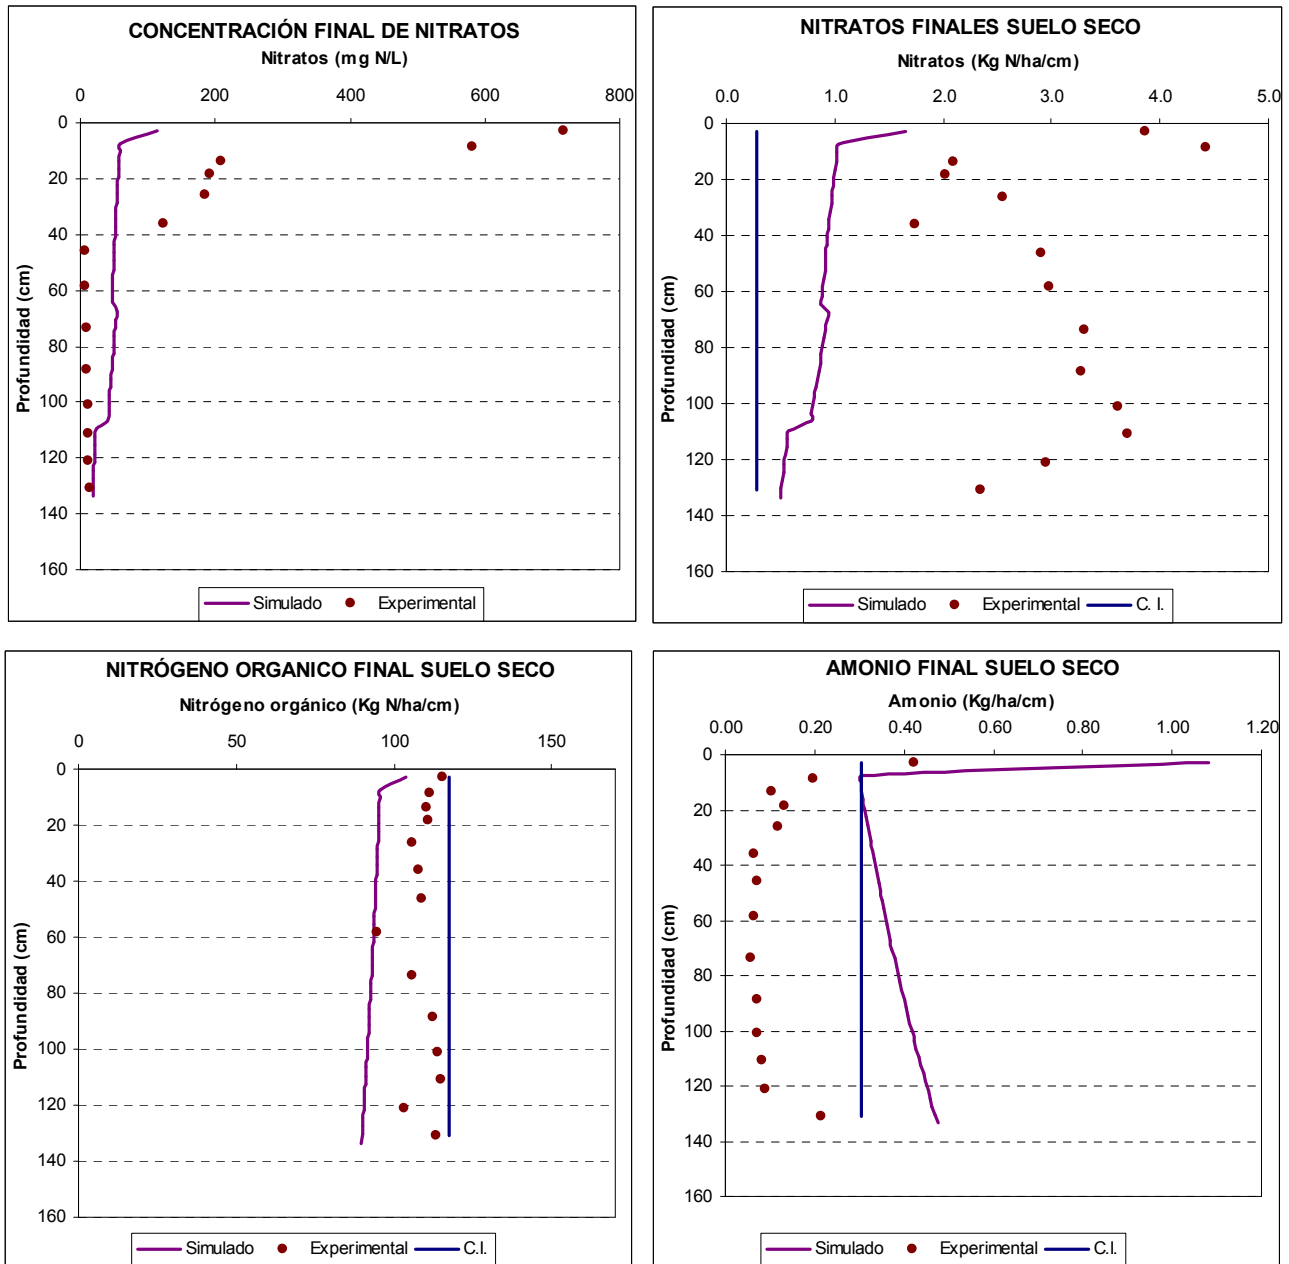 CONCENTRACIÓN FINAL DE NITRATOS
Nitratos (mg N/L)
0 200 400 600 800
0
20
40
60
80
100
120
140
160
Profundidad (cm)
Simulado Experimental
NITRATOS FINALES SUELO SECO
Nitratos (Kg N/ha/cm)
0.0 1.0 2.0 3.0 4.0 5.0
0
20
40
60
80
100
120
140
160
Profundidad (cm)
Simulado Experimental C. I.
NITRÓGENO ORGANICO FINAL SUELO SECO
Nitrógeno orgánico (Kg N/ha/cm)
0 50 100 150
0
20
40
60
80
100
120
140
160
Profundidad (cm)
Simulado Experimental C.I.
AMONIO FINAL SUELO SECO
Amonio (Kg/ha/cm)
0.00 0.20 0.40 0.60 0.80 1.00 1.20
0
20
40
60
80
100
120
140
160
Profundidad (cm)
Simulado Experimental C.I.